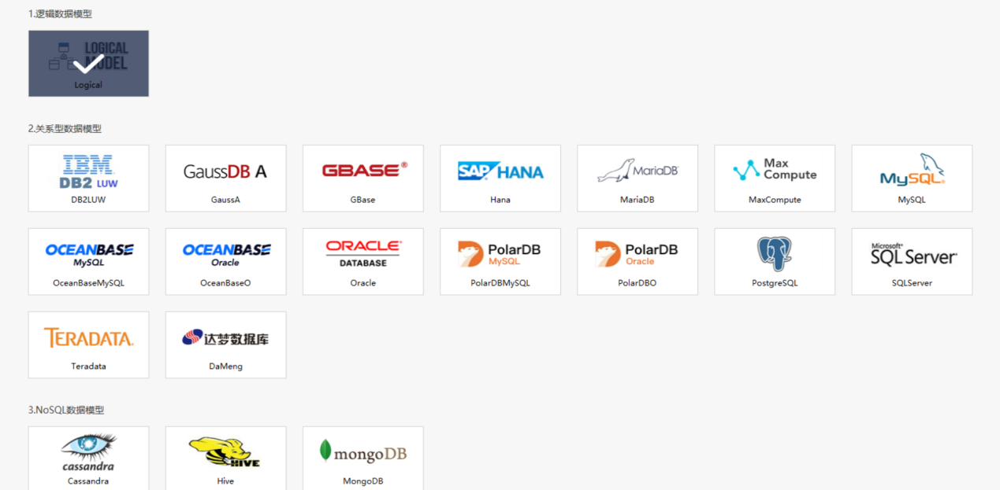 1.逻辑数据模型
LOGICAL
MODEL
Logical
2.关系型数据模型
IBM
DB2 LUW
DB2LUW
GaussDB A
GaussA
GBASE®
GBase
SAP HANA
Hana
MariaDB
MariaDB
Max
Compute
MaxCompute
MySQL®
MySQL
OCEANBASE
MySQL
OceanBaseMySQL
OCEANBASE
Oracle
OceanBaseO
ORACLE®
DATABASE
Oracle
PolarDB
MySQL
PolarDBMySQL
PolarDB
Oracle
PolarDBO
PostgreSQL
Microsoft®
SQL Server®
SQLServer
TERADATA.
Teradata
达梦数据库
DaMeng
3.NoSQL数据模型
cassandra
Cassandra
HIVE
Hive
mongoDB
MongoDB